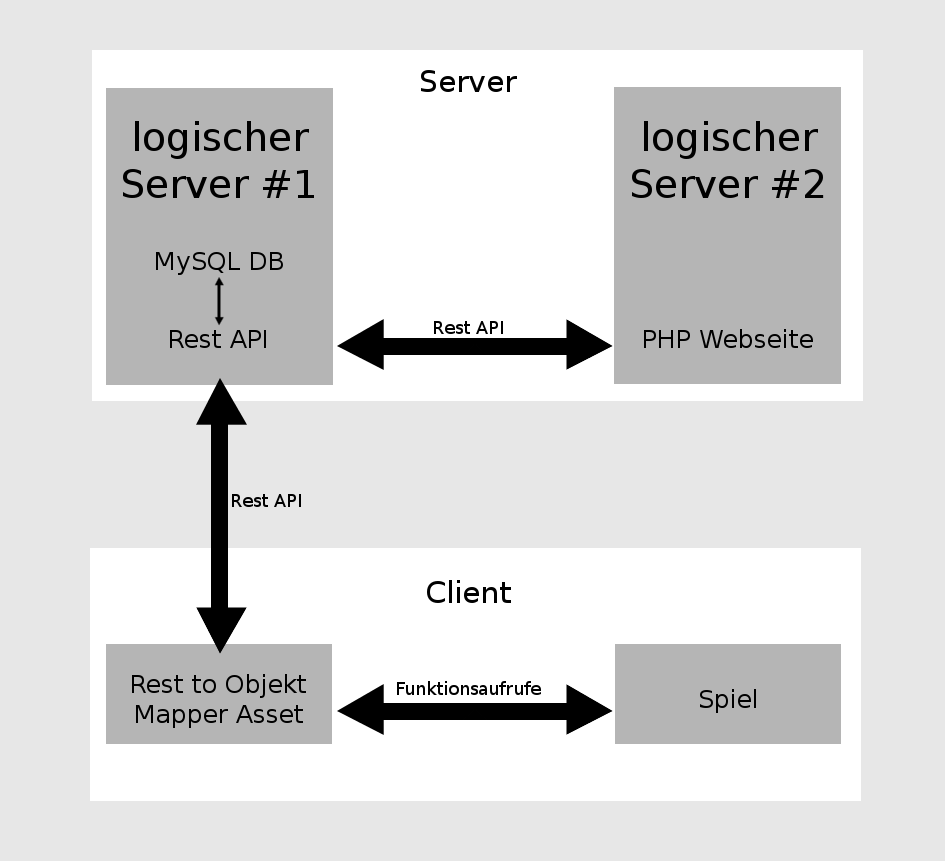 Server
logischer
Server #1
MySQL DB
Rest API
Rest API
logischer
Server #2
PHP Webseite
Rest API
Client
Rest to Objekt
Mapper Asset
Funktionsaufrufe
Spiel